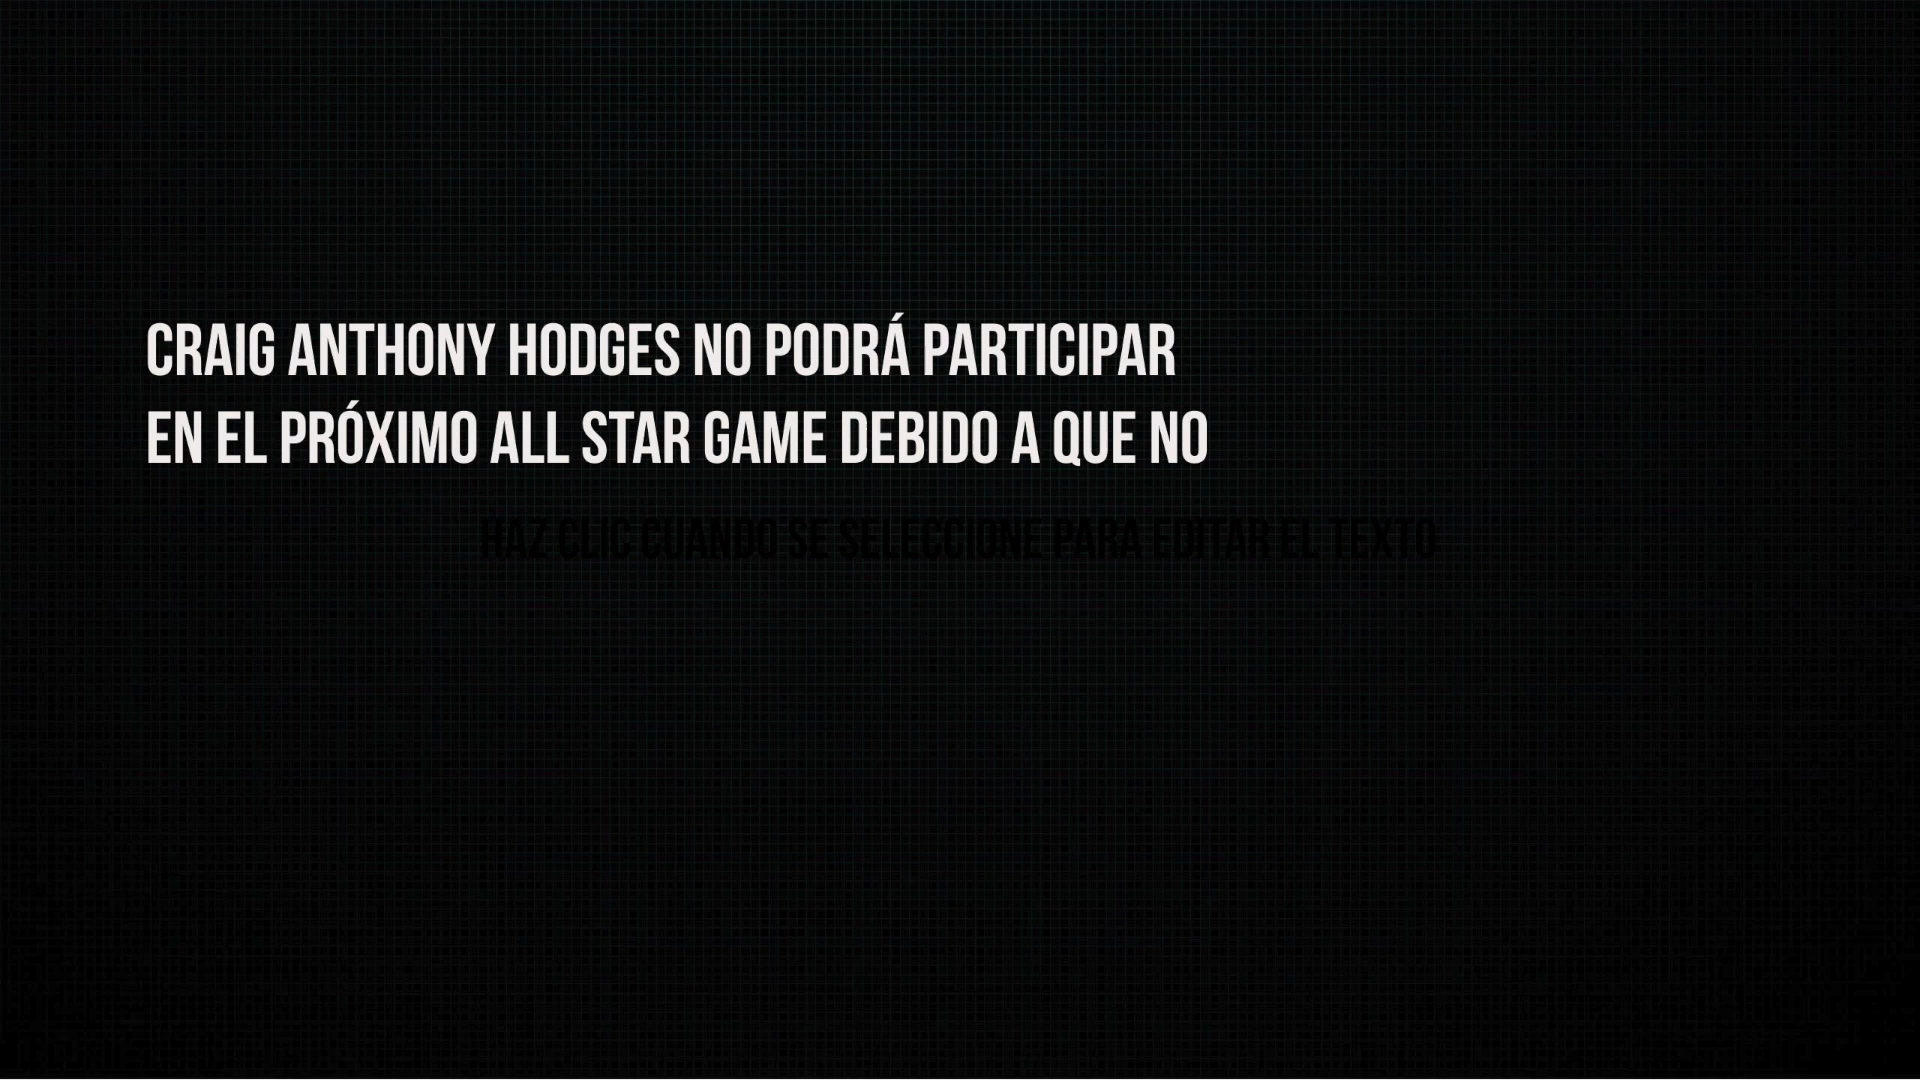 CRAIG ANTHONY HODGES NO PODRÁ PARTICIPAR
EN EL PRÓXIMO ALL STAR GAME DEBIDO A QUE NO
HAZ CLIC CUANDO SE SELECCIONE PARA EDITAR EL TEXTO